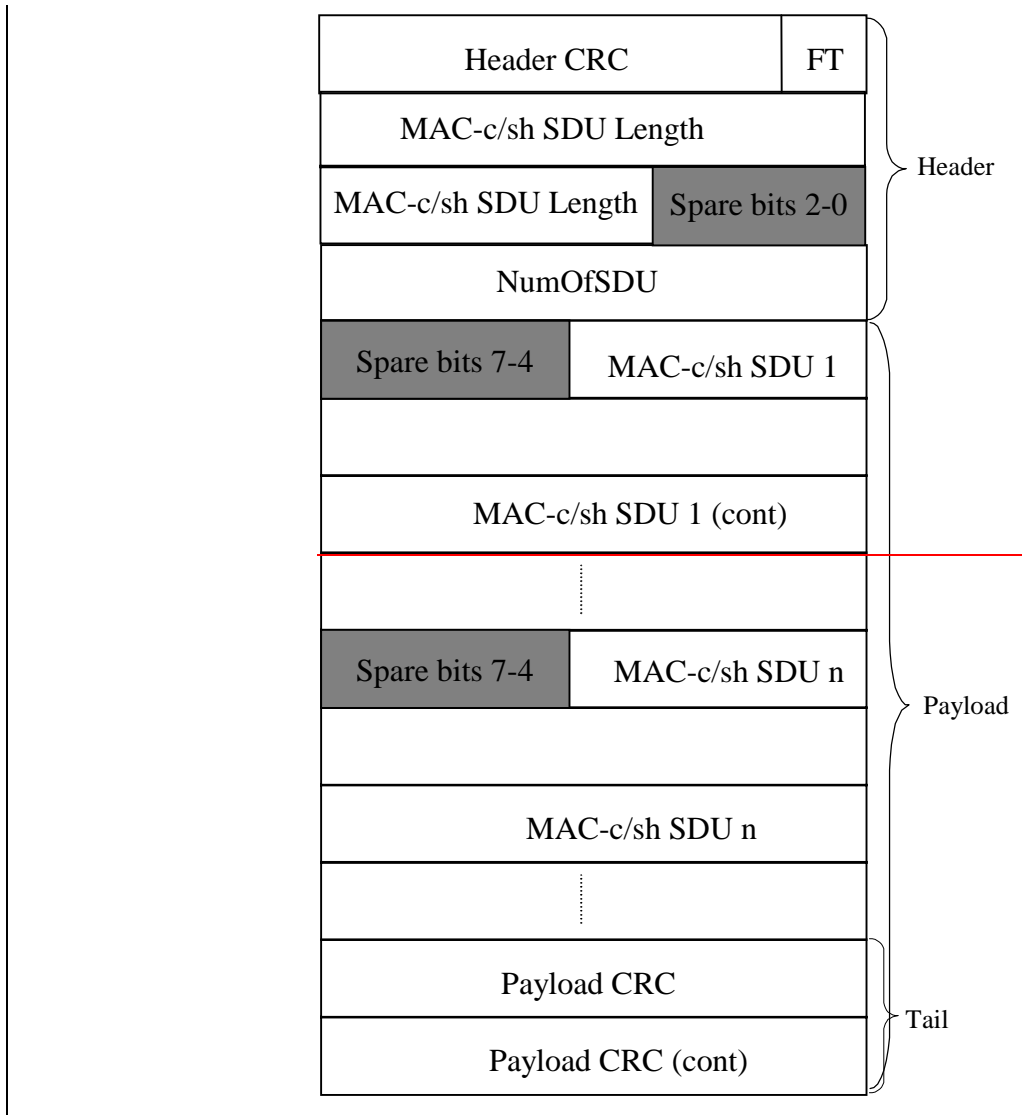 Header CRC FT
MAC-c/sh SDU Length
Header
MAC-c/sh SDU Length Spare bits 2-0
NumOfSDU
Spare bits 7-4 MAC-c/sh SDU 1
MAC-c/sh SDU 1 (cont)
Spare bits 7-4 MAC-c/sh SDU n
Payload
MAC-c/sh SDU n
Payload CRC
Tail
Payload CRC (cont)